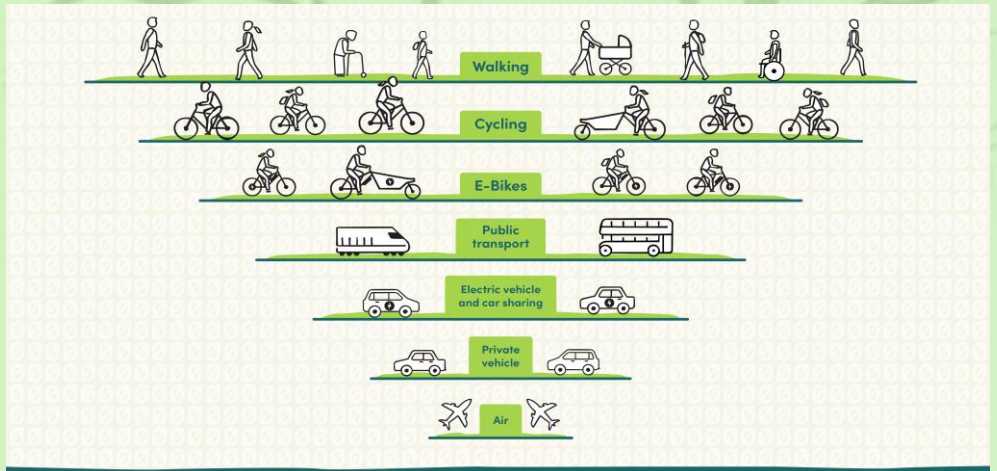 Walking
Cycling
E-Bikes
Public
transport
Electric vehicle
and car sharing
Private
vehicle
Air